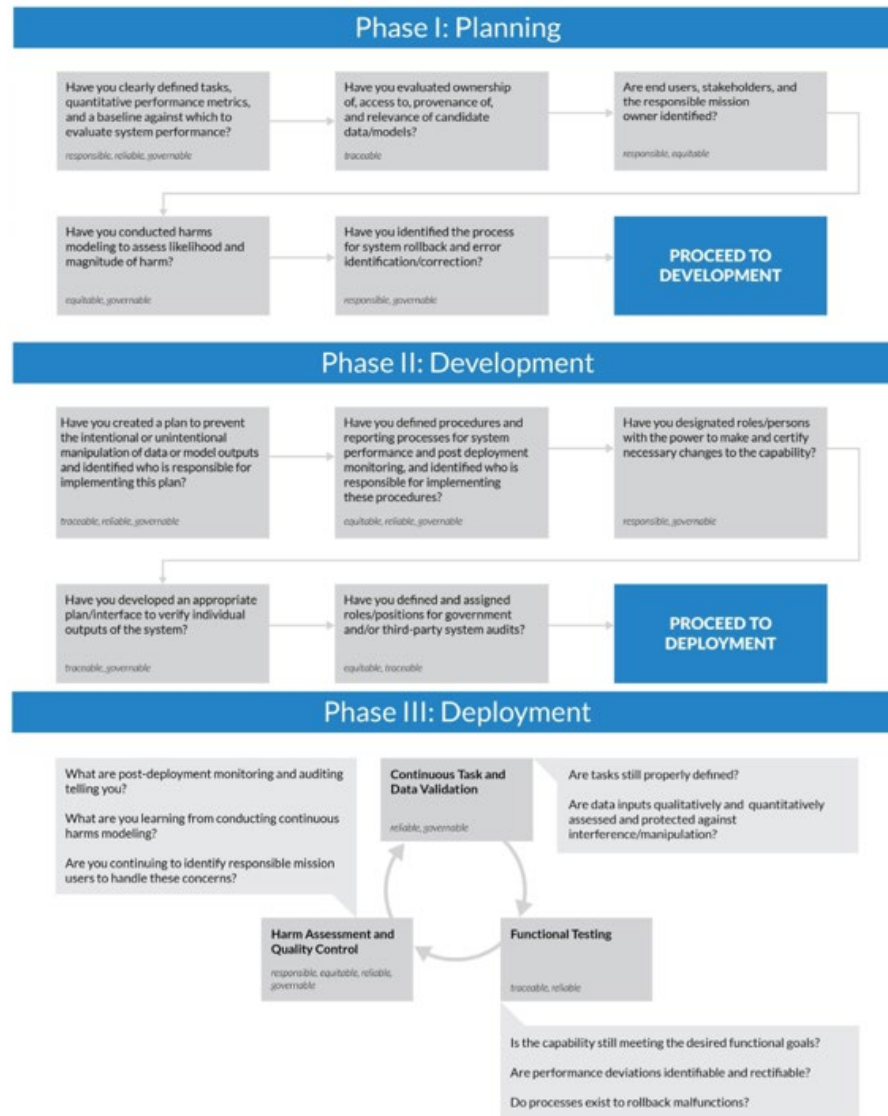 Phase I: Planning
Have you clearly defined tasks,
quantitative performance metrics,
and a baseline against which to
evaluate system performance?
responsible, reliable, governable
Have you evaluated ownership
of, access to, provenance of,
and relevance of candidate
data/models?
traceable
Are end users, stakeholders, and
the responsible mission
owner identified?
responsible, equitable
Have you conducted harms
modeling to assess likelihood and
magnitude of harm?
equitable, governable
Have you identified the process
for system rollback and error
identification/correction?
responsible, governable
PROCEED TO
DEVELOPMENT
Phase II: Development
Have you created a plan to prevent
the intentional or unintentional
manipulation of data or model outputs
and identified who is responsible for
implementing this plan?
traceable, reliable, governable
Have you defined procedures and
reporting processes for system
performance and post deployment
monitoring, and identified who is
responsible for implementing
these procedures?
equitable, reliable, governable
Have you designated roles/persons
with the power to make and certify
necessary changes to the capability?
responsible, governable
Have you developed an appropriate
plan/interface to verify individual
outputs of the system?
traceable, governable
Have you defined and assigned
roles/positions for government
and/or third-party system audits?
equitable, traceable
PROCEED TO
DEPLOYMENT
Phase III: Deployment
What are post-deployment monitoring and auditing
telling you?
What are you learning from conducting continuous
harms modeling?
Are you continuing to identify responsible mission
users to handle these concerns?
Continuous Task and
Data Validation
reliable, governable
Are tasks still properly defined?
Are data inputs qualitatively and quantitatively
assessed and protected against
interference/manipulation?
Harm Assessment and
Quality Control
responsible, equitable, reliable,
governable
Functional Testing
traceable, reliable
Is the capability still meeting the desired functional goals?
Are performance deviations identifiable and rectifiable?
Do processes exist to rollback malfunctions?